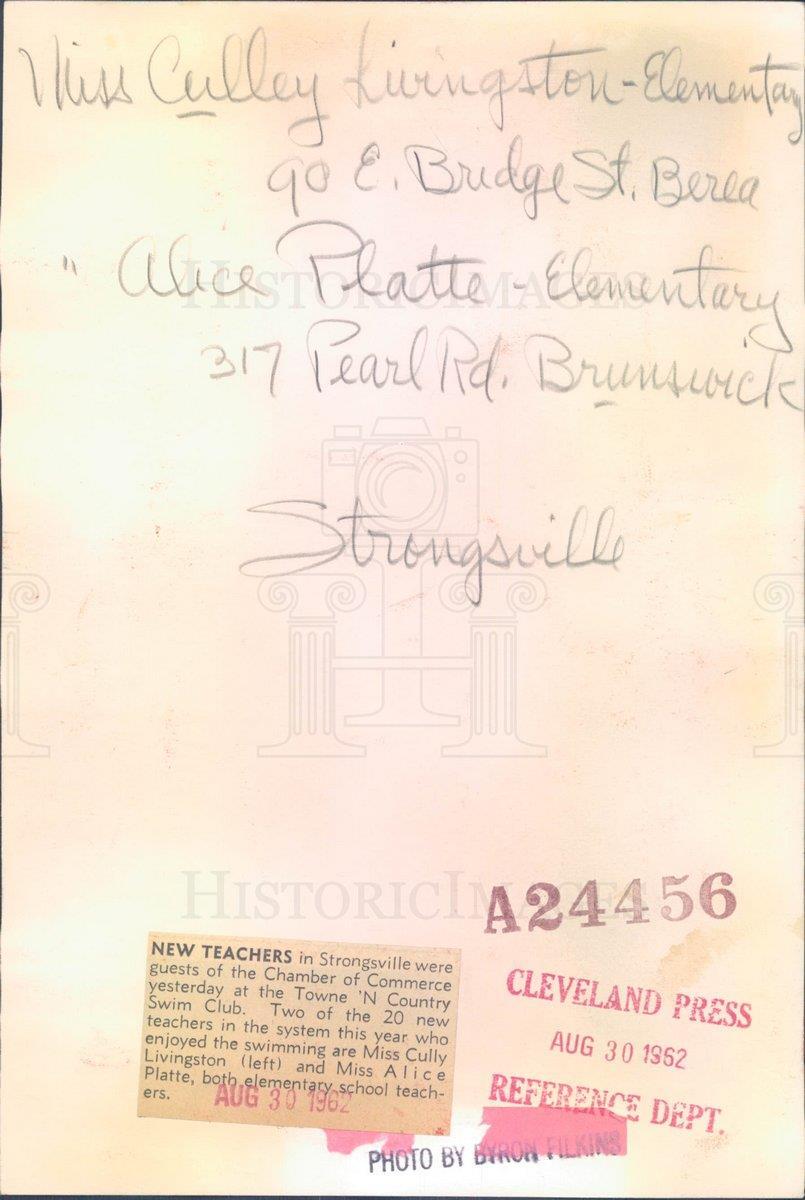 Miss Culley Livingston - Elementary
90 E. Bridge St. Berea
" Alice Platte - Elementary
317 Pearl Rd. Brunswick
HISTORIC IMAGES
Strongsville
HISTORIC IMAGES
A24456
NEW TEACHERS in Strongsville were
guests of the Chamber of Commerce
yesterday at the Towne 'N Country
Swim Club. Two of the 20 new
teachers in the system this year who
enjoyed the swimming are Miss Cully
Livingston (left) and Miss Alice
Platte, both elementary school teach-
ers.
AUG 30 1962
CLEVELAND PRESS
AUG 30 1962
REFERENCE DEPT.
PHOTO BY BYRON FILKINS